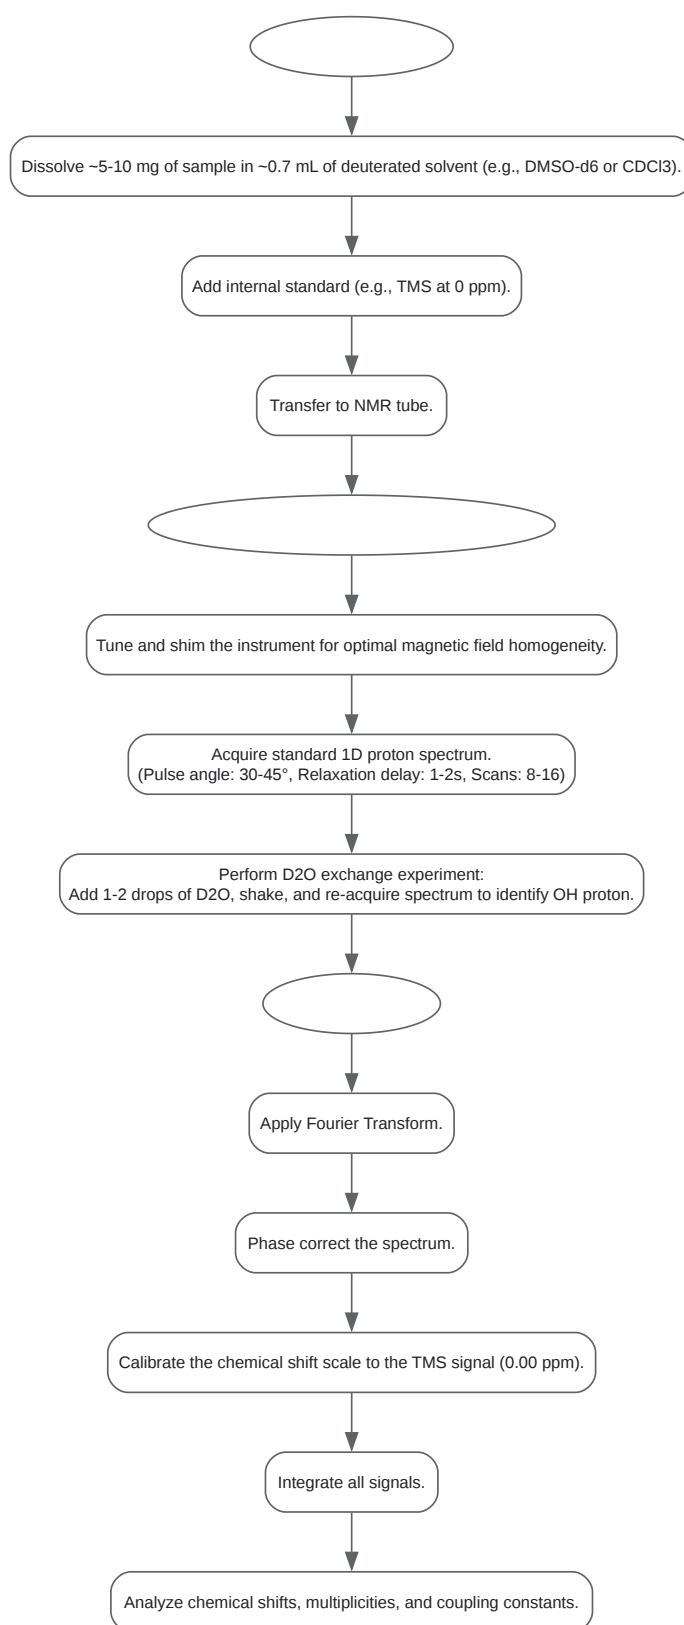 Dissolve ~5-10 mg of sample in ~0.7 mL of deuterated solvent (e.g., DMSO-d6 or CDCl3).
Add internal standard (e.g., TMS at 0 ppm).
Transfer to NMR tube.
Tune and shim the instrument for optimal magnetic field homogeneity.
Acquire standard 1D proton spectrum.
(Pulse angle: 30-45°, Relaxation delay: 1-2s, Scans: 8-16)
Perform D2O exchange experiment:
Add 1-2 drops of D2O, shake, and re-acquire spectrum to identify OH proton.
Apply Fourier Transform.
Phase correct the spectrum.
Calibrate the chemical shift scale to the TMS signal (0.00 ppm).
Integrate all signals.
Analyze chemical shifts, multiplicities, and coupling constants.